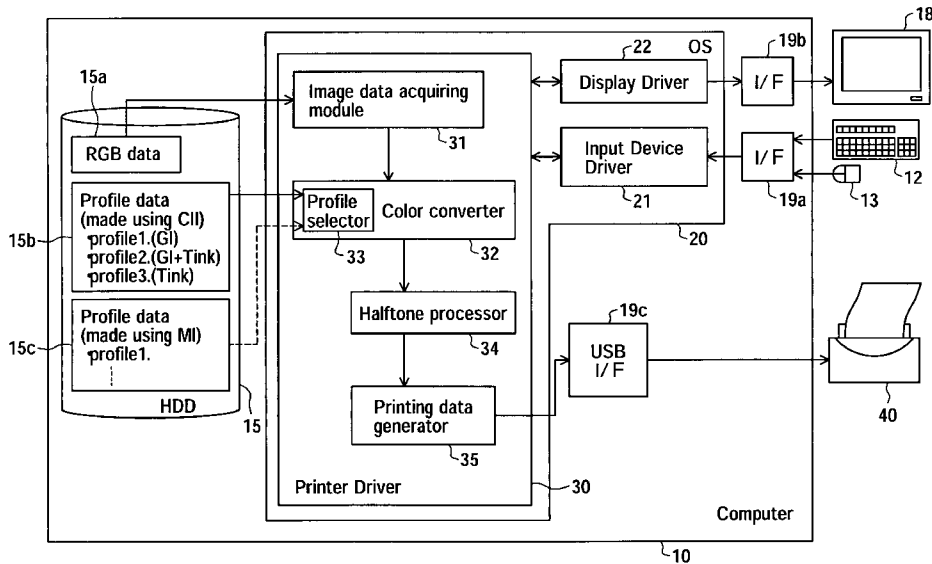 18
OS
22
19b
15a
Image data acquiring
module
31
Display Driver
I/F
RGB data
Input Device
Driver
21
I/F
19a
12
13
Profile data
(made using CII)
•profile1.(GI)
•profile2.(GI+Tink)
•profile3.(Tink)
15b
Profile
selector
33
Color converter
32
20
Profile data
(made using MI)
•profile1.
15c
HDD
15
Halftone processor
34
19c
USB
I/F
40
Printing data
generator
35
Printer Driver
30
Computer
10